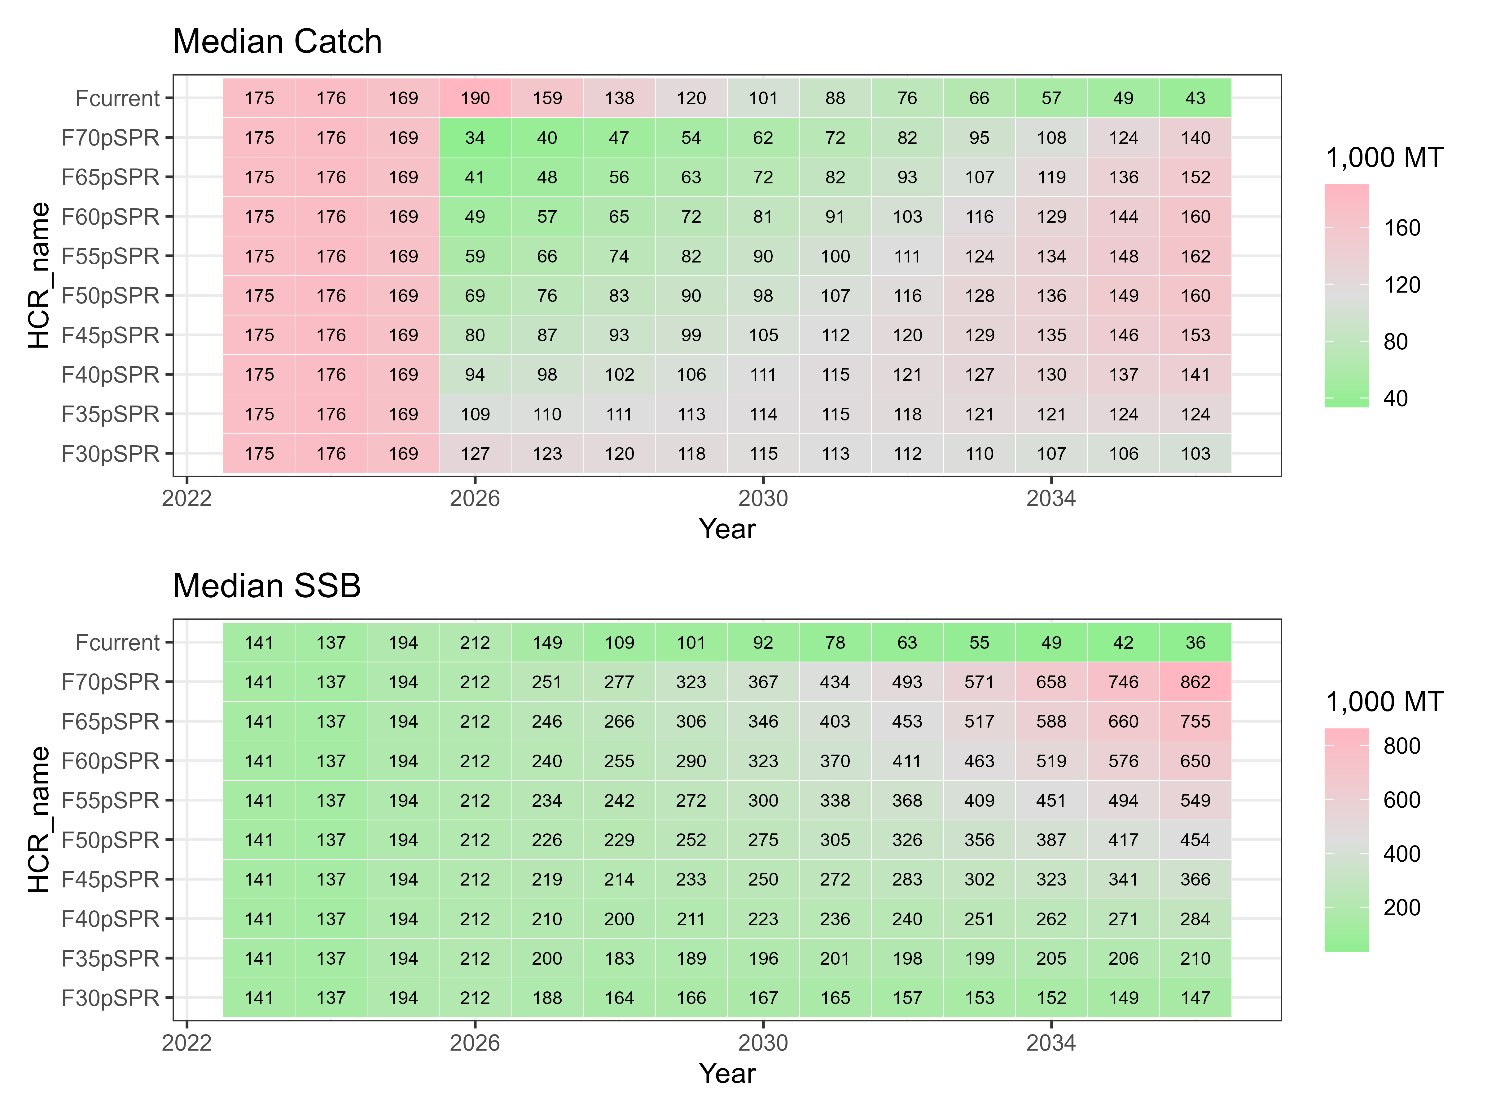 Median Catch
Fcurrent 175 176 169 190 159 138 120 101 88 76 66 57 49 43
F70pSPR 175 176 169 34 40 47 54 62 72 82 95 108 124 140
F65pSPR 175 176 169 41 48 56 63 72 82 93 107 119 136 152
F60pSPR 175 176 169 49 57 65 72 81 91 103 116 129 144 160
F55pSPR 175 176 169 59 66 74 82 90 100 111 124 134 148 162
F50pSPR 175 176 169 69 76 83 90 98 107 116 128 136 149 160
F45pSPR 175 176 169 80 87 93 99 105 112 120 129 135 146 153
F40pSPR 175 176 169 94 98 102 106 111 115 121 127 130 137 141
F35pSPR 175 176 169 109 110 111 113 114 115 118 121 121 124 124
F30pSPR 175 176 169 127 123 120 118 115 113 112 110 107 106 103
HCR_name
2022 2026 2030 2034
Year
1,000 MT
160
120
80
40
Median SSB
Fcurrent 141 137 194 212 149 109 101 92 78 63 55 49 42 36
F70pSPR 141 137 194 212 251 277 323 367 434 493 571 658 746 862
F65pSPR 141 137 194 212 246 266 306 346 403 453 517 588 660 755
F60pSPR 141 137 194 212 240 255 290 323 370 411 463 519 576 650
F55pSPR 141 137 194 212 234 242 272 300 338 368 409 451 494 549
F50pSPR 141 137 194 212 226 229 252 275 305 326 356 387 417 454
F45pSPR 141 137 194 212 219 214 233 250 272 283 302 323 341 366
F40pSPR 141 137 194 212 210 200 211 223 236 240 251 262 271 284
F35pSPR 141 137 194 212 200 183 189 196 201 198 199 205 206 210
F30pSPR 141 137 194 212 188 164 166 167 165 157 153 152 149 147
HCR_name
2022 2026 2030 2034
Year
1,000 MT
800
600
400
200